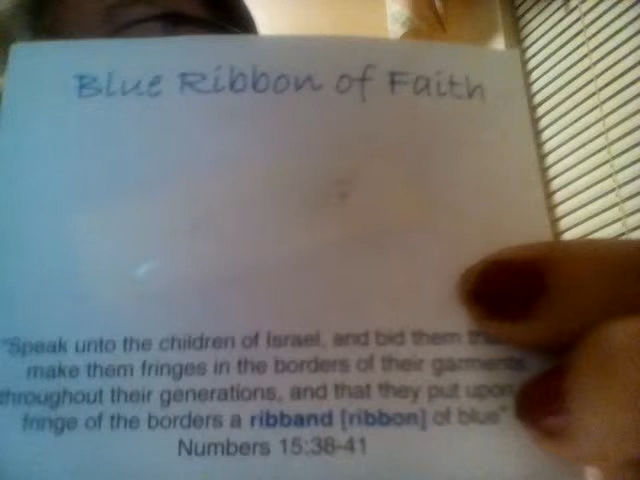 Blue Ribbon of Faith
"Speak unto the children of Israel, and bid them
make them fringes in the borders of their garments
throughout their generations, and that they put upon
fringe of the borders a ribband [ribbon] of blue"
Numbers 15:38-41